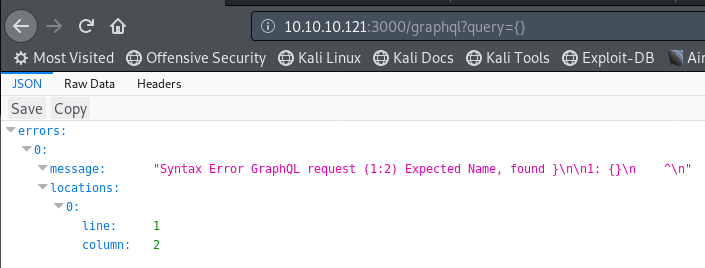 10.10.10.121:3000/graphql?query={}
Most Visited Offensive Security Kali Linux Kali Docs Kali Tools Exploit-DB Air
JSON Raw Data Headers
Save Copy
errors:
0:
message: "Syntax Error GraphQL request (1:2) Expected Name, found }\n\n1: {}\n    ^\n"
locations:
0:
line: 1
column: 2